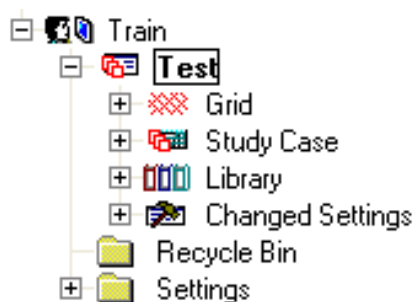 Train
Test
Grid
Study Case
Library
Changed Settings
Recycle Bin
Settings